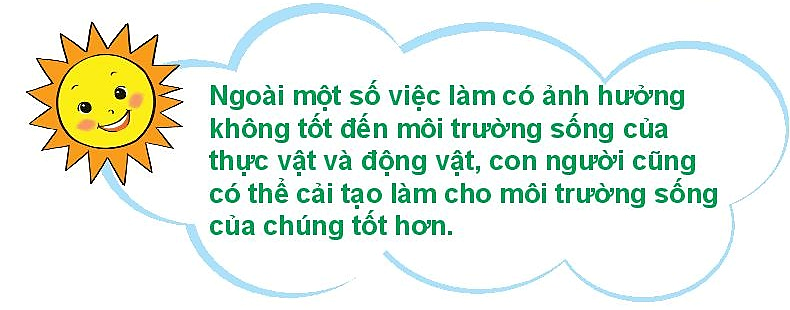 Ngoài một số việc làm có ảnh hưởng
không tốt đến môi trường sống của
thực vật và động vật, con người cũng
có thể cải tạo làm cho môi trường sống
của chúng tốt hơn.